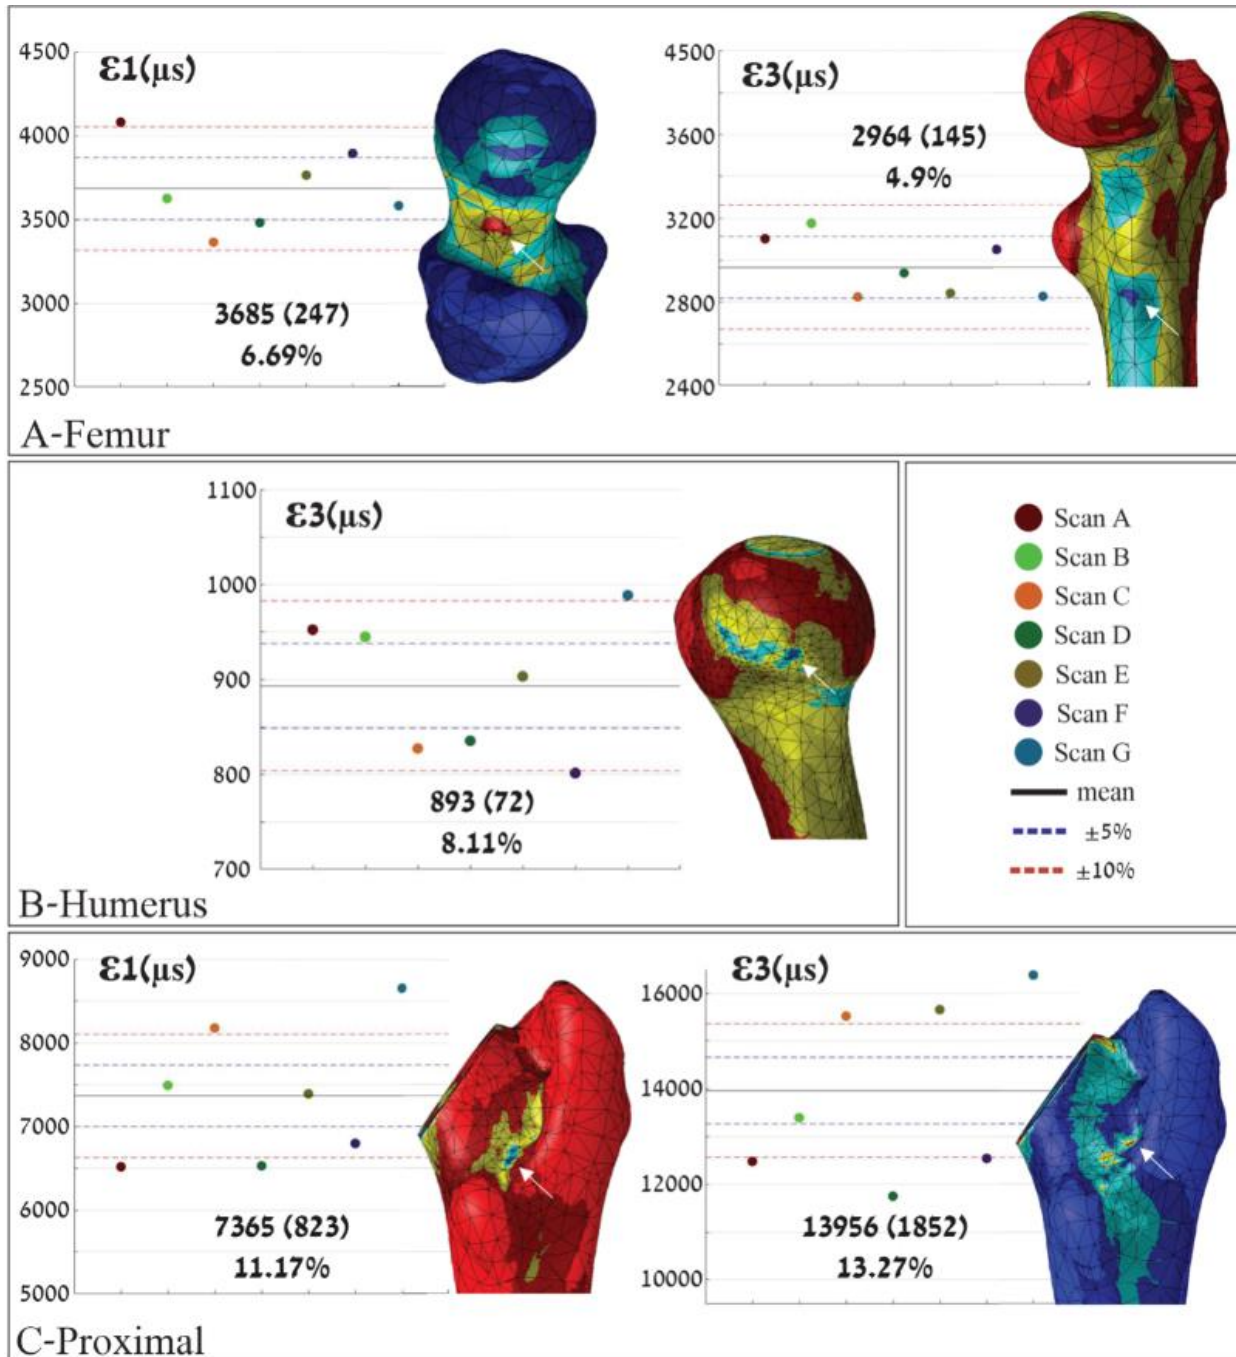 ε1(μs)
4500
4000
3500
3000
2500
3685 (247)
6.69%
ε3(μs)
4500
3600
3200
2800
2400
2964 (145)
4.9%
A-Femur
ε3(μs)
1100
1000
900
800
700
893 (72)
8.11%
B-Humerus
Scan A
Scan B
Scan C
Scan D
Scan E
Scan F
Scan G
mean
±5%
±10%
ε1(μs)
9000
8000
7000
6000
5000
7365 (823)
11.17%
ε3(μs)
16000
14000
12000
10000
13956 (1852)
13.27%
C-Proximal